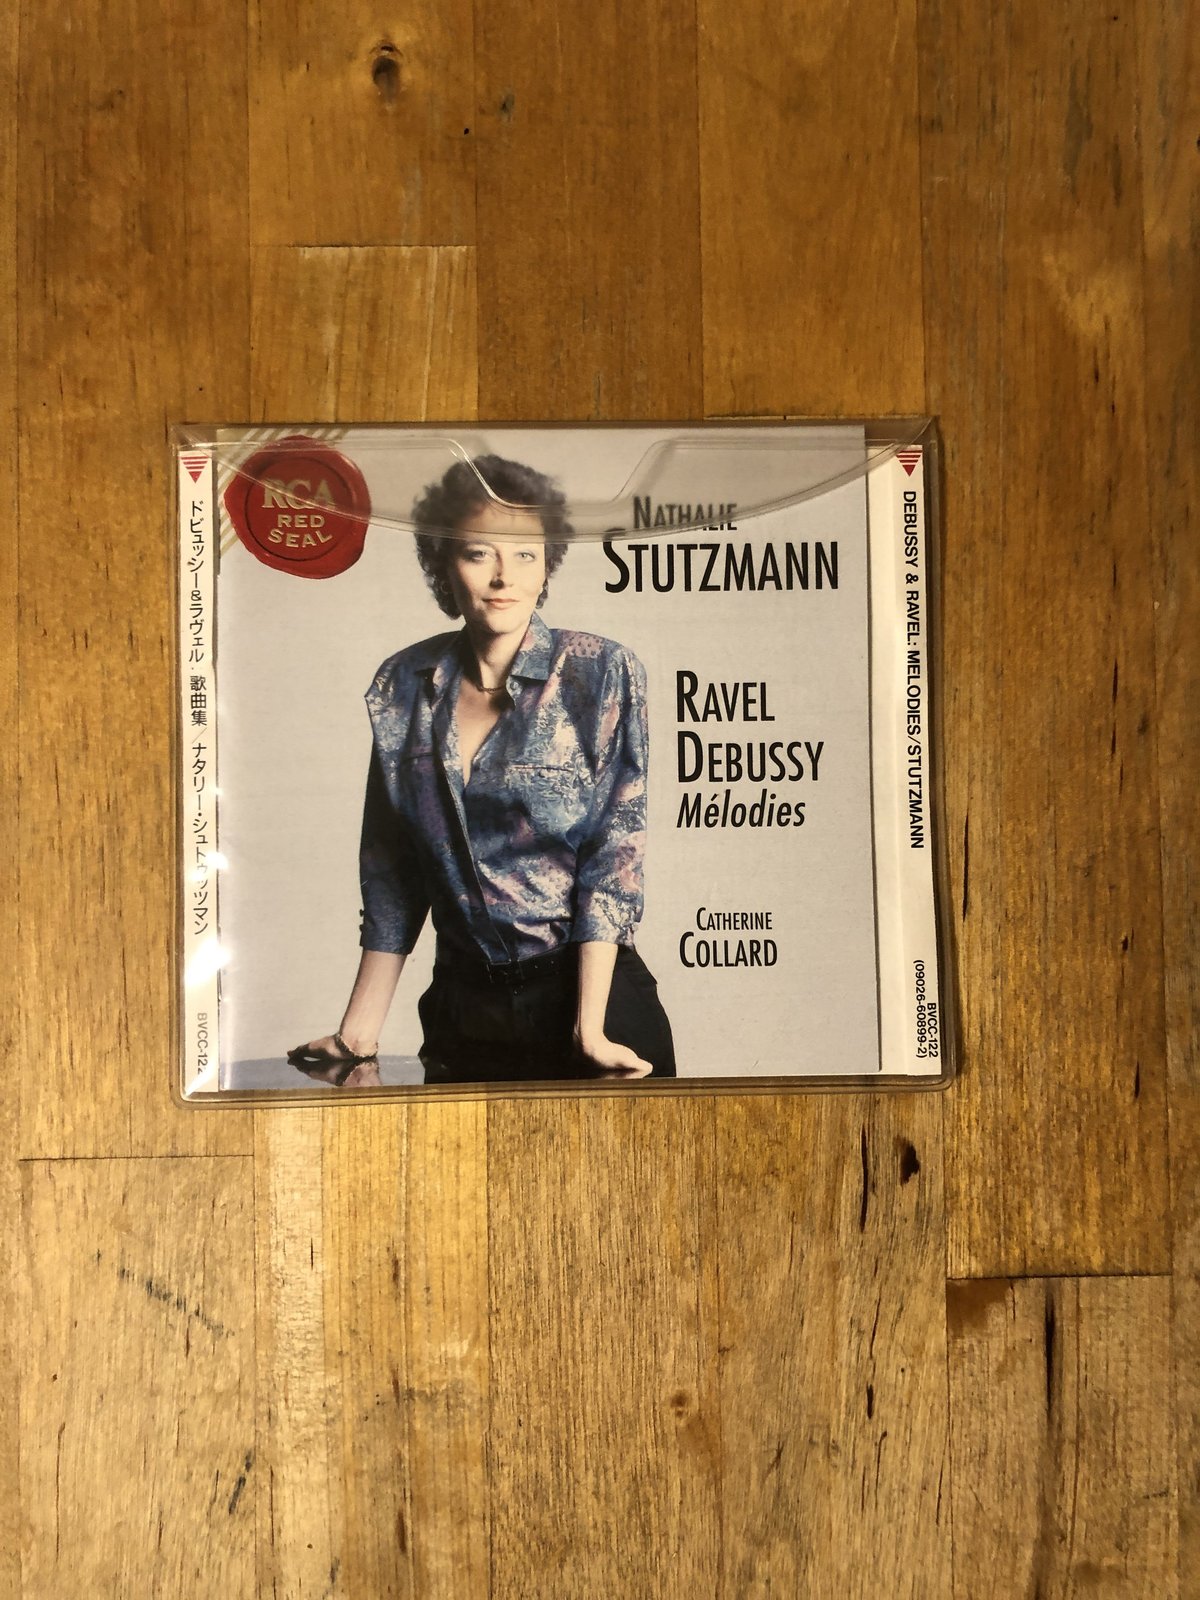 RCA
RED
SEAL
NATHALIE
STUTZMANN
RAVEL
DEBUSSY
Mélodies
CATHERINE
COLLARD
ドビュッシー&ラヴェル:歌曲集/ナタリー・シュトゥッツマン
BVCC-122
DEBUSSY & RAVEL: MELODIES/STUTZMANN
BVCC-122
(09026-60899-2)